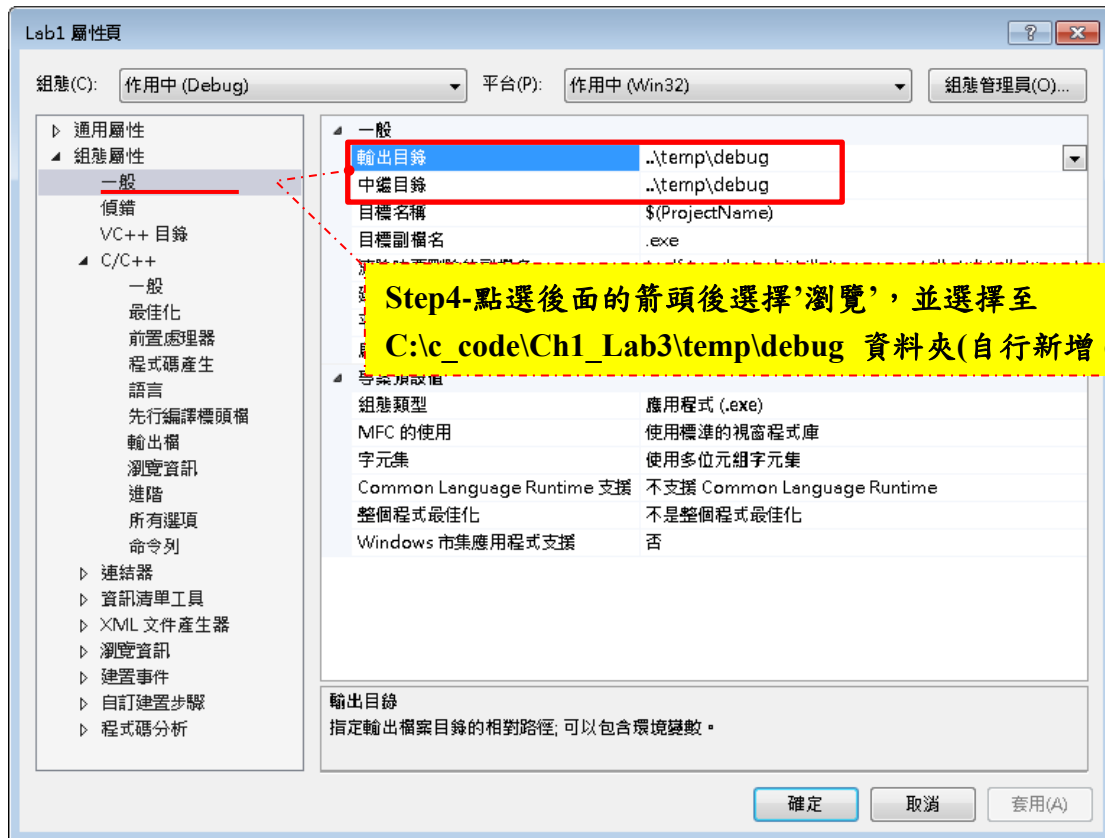 Lab1 屬性頁
組態(C): 作用中 (Debug) 平台(P): 作用中 (Win32) 組態管理員(O)...
通用屬性
組態屬性
一般
偵錯
VC++ 目錄
C/C++
一般
最佳化
前置處理器
程式碼產生
語言
先行編譯標頭檔
輸出檔
瀏覽資訊
進階
所有選項
命令列
連結器
資訊清單工具
XML 文件產生器
瀏覽資訊
建置事件
自訂建置步驟
程式碼分析
一般
輸出目錄 ..\temp\debug
中繼目錄 ..\temp\debug
目標名稱 $(ProjectName)
目標副檔名 .exe
Step4-點選後面的箭頭後選擇’瀏覽’，並選擇至
C:\c_code\Ch1_Lab3\temp\debug 資料夾(自行新增
專案預設值
組態類型 應用程式 (.exe)
MFC 的使用 使用標準的視窗程式庫
字元集 使用多位元組字元集
Common Language Runtime 支援 不支援 Common Language Runtime
整個程式最佳化 不是整個程式最佳化
Windows 市集應用程式支援 否
輸出目錄
指定輸出檔案目錄的相對路徑; 可以包含環境變數。
確定 取消 套用(A)